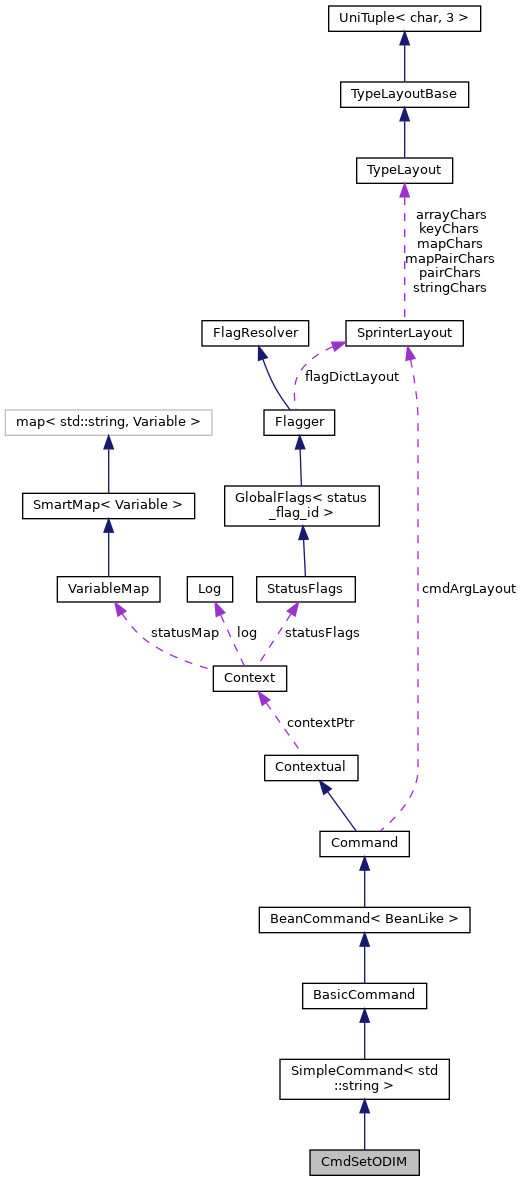 UniTuple< char, 3 >
TypeLayoutBase
TypeLayout
arrayChars
keyChars
mapChars
mapPairChars
pairChars
stringChars
FlagResolver
SprinterLayout
flagDictLayout
map< std::string, Variable >
Flagger
SmartMap< Variable >
GlobalFlags< status
_flag_id >
VariableMap
Log
StatusFlags
cmdArgLayout
statusMap
log
statusFlags
Context
contextPtr
Contextual
Command
BeanCommand< BeanLike >
BasicCommand
SimpleCommand< std
::string >
CmdSetODIM